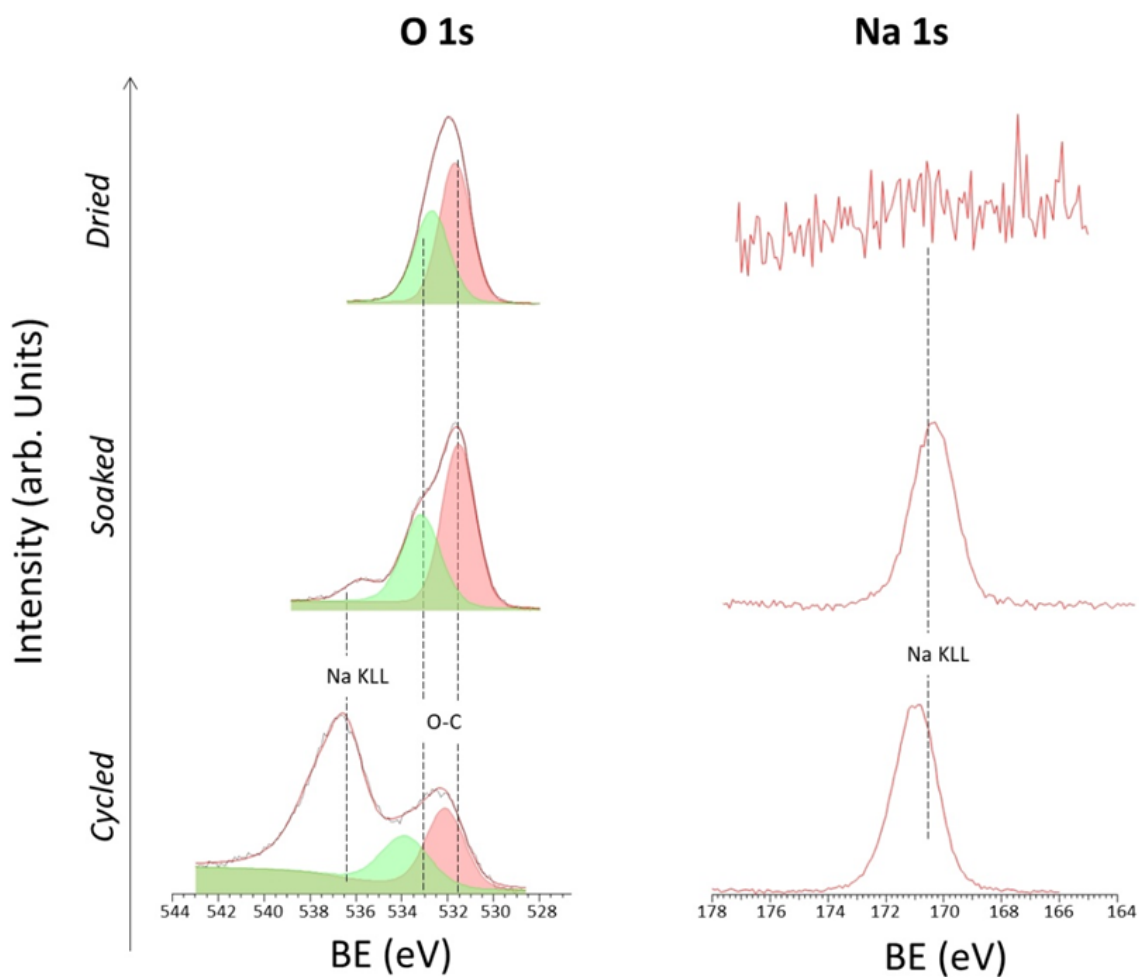 O 1s
Na 1s
Intensity (arb. Units)
Dried
Soaked
Cycled
Na KLL
O-C
Na KLL
544 542 540 538 536 534 532 530 528
178 176 174 172 170 168 166 164
BE (eV)
BE (eV)